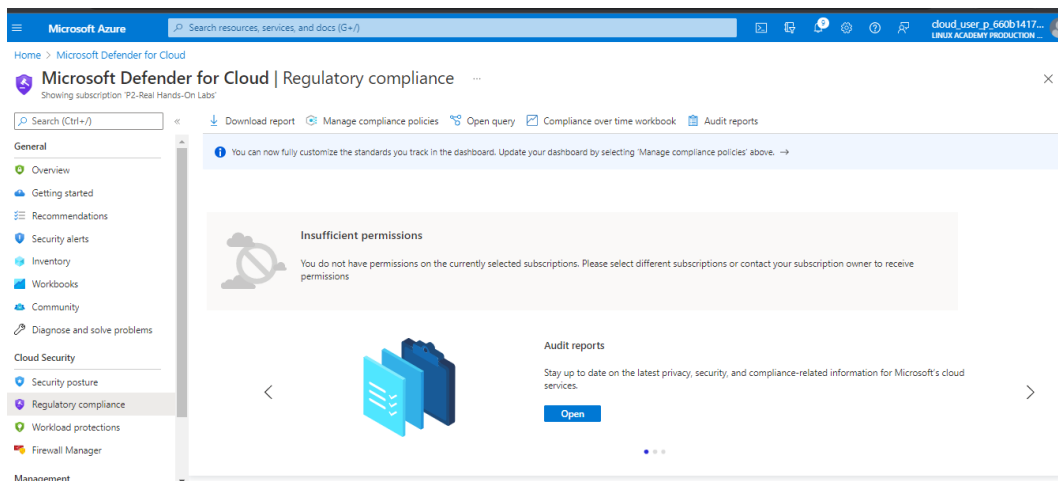 Microsoft Azure
Search resources, services, and docs (G+/)
9
cloud_user_p_660b1417...
LINUX ACADEMY PRODUCTION ...
Home > Microsoft Defender for Cloud
Microsoft Defender for Cloud | Regulatory compliance ...
Showing subscription 'P2-Real Hands-On Labs'
Search (Ctrl+/)
«
Download report
Manage compliance policies
Open query
Compliance over time workbook
Audit reports
General
Overview
Getting started
Recommendations
Security alerts
Inventory
Workbooks
Community
Diagnose and solve problems
Cloud Security
Security posture
Regulatory compliance
Workload protections
Firewall Manager
Management
You can now fully customize the standards you track in the dashboard. Update your dashboard by selecting 'Manage compliance policies' above. →
Insufficient permissions
You do not have permissions on the currently selected subscriptions. Please select different subscriptions or contact your subscription owner to receive
permissions
Audit reports
Stay up to date on the latest privacy, security, and compliance-related information for Microsoft's cloud
services.
Open